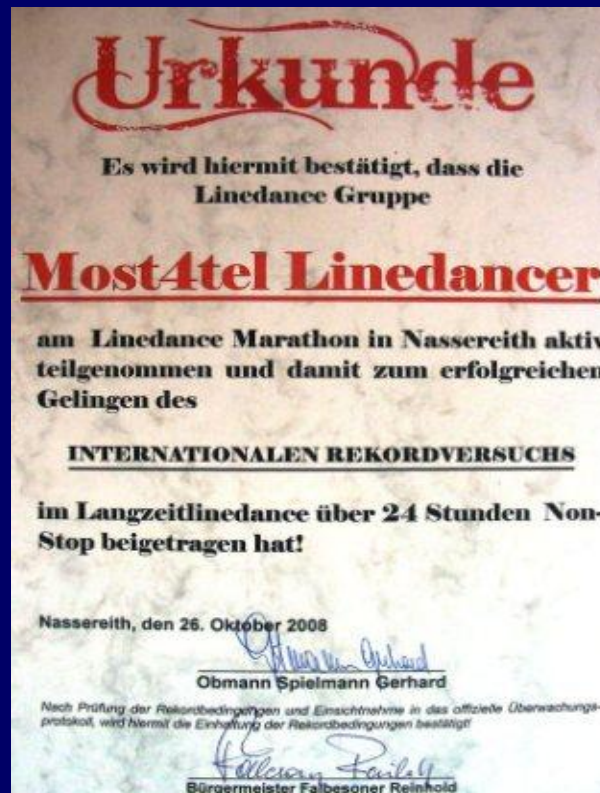 Urkunde
Es wird hiermit bestätigt, dass die
Linedance Gruppe
Most4tel Linedancer
am Linedance Marathon in Nassereith aktiv
teilgenommen und damit zum erfolgreichen
Gelingen des
INTERNATIONALEN REKORDVERSUCHS
im Langzeitlinedance über 24 Stunden Non-
Stop beigetragen hat!
Nassereith, den 26. Oktober 2008
Obmann Spielmann Gerhard
Nach Prüfung der Rekordbedingungen und Einsichtnahme in das offizielle Überwachungs-
protokoll, wird hiermit die Einhaltung der Rekordbedingungen bestätigt!
Bürgermeister Falbesoner Reinhold